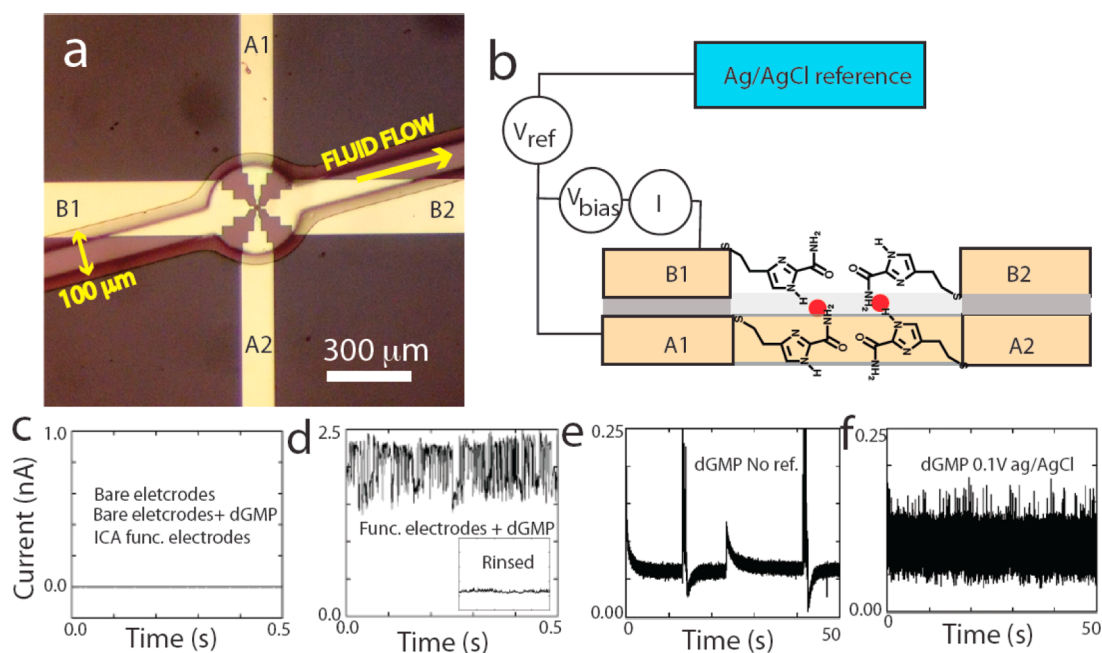 a
A1
B1
B2
A2
FLUID FLOW
100 μm
300 μm
b
Ag/AgCl reference
Vref
Vbias
I
B1
B2
A1
A2
S
N
H
N
O
NH2
H
N
N
O
NH2
S
S
N
N
H
O
NH2
H
N
N
O
NH2
S
c
1.0
0.0
Current (nA)
Bare eletcrodes
Bare eletcrodes+ dGMP
ICA func. electrodes
0.0
0.5
Time (s)
d
2.5
0.0
Func. electrodes + dGMP
Rinsed
0.0
0.5
Time (s)
e
0.25
0.00
dGMP No ref.
0
50
Time (s)
f
0.25
0.00
dGMP 0.1V ag/AgCl
0
50
Time (s)